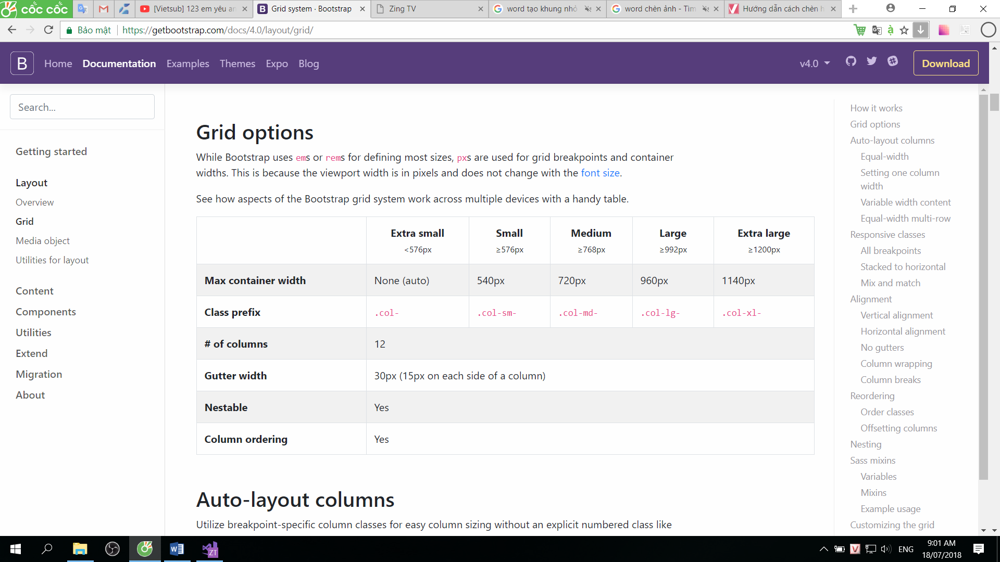 cốc cốc
[Vietsub] 123 em yêu an
Grid system · Bootstrap
Zing TV
word tạo khung nhỏ
word chèn ảnh - Tìm
Hướng dẫn cách chèn h
Bảo mật
https://getbootstrap.com/docs/4.0/layout/grid/
B
Home
Documentation
Examples
Themes
Expo
Blog
v4.0
Download
Search...
Getting started
Layout
Overview
Grid
Media object
Utilities for layout
Content
Components
Utilities
Extend
Migration
About
Grid options
While Bootstrap uses ems or rems for defining most sizes, pxs are used for grid breakpoints and container
widths. This is because the viewport width is in pixels and does not change with the font size.
See how aspects of the Bootstrap grid system work across multiple devices with a handy table.
Extra small Small Medium Large Extra large
<576px ≥576px ≥768px ≥992px ≥1200px
Max container width None (auto) 540px 720px 960px 1140px
Class prefix .col- .col-sm- .col-md- .col-lg- .col-xl-
# of columns 12
Gutter width 30px (15px on each side of a column)
Nestable Yes
Column ordering Yes
Auto-layout columns
Utilize breakpoint-specific column classes for easy column sizing without an explicit numbered class like
How it works
Grid options
Auto-layout columns
Equal-width
Setting one column
width
Variable width content
Equal-width multi-row
Responsive classes
All breakpoints
Stacked to horizontal
Mix and match
Alignment
Vertical alignment
Horizontal alignment
No gutters
Column wrapping
Column breaks
Reordering
Order classes
Offsetting columns
Nesting
Sass mixins
Variables
Mixins
Example usage
Customizing the grid
ZT
ENG
9:01 AM
18/07/2018